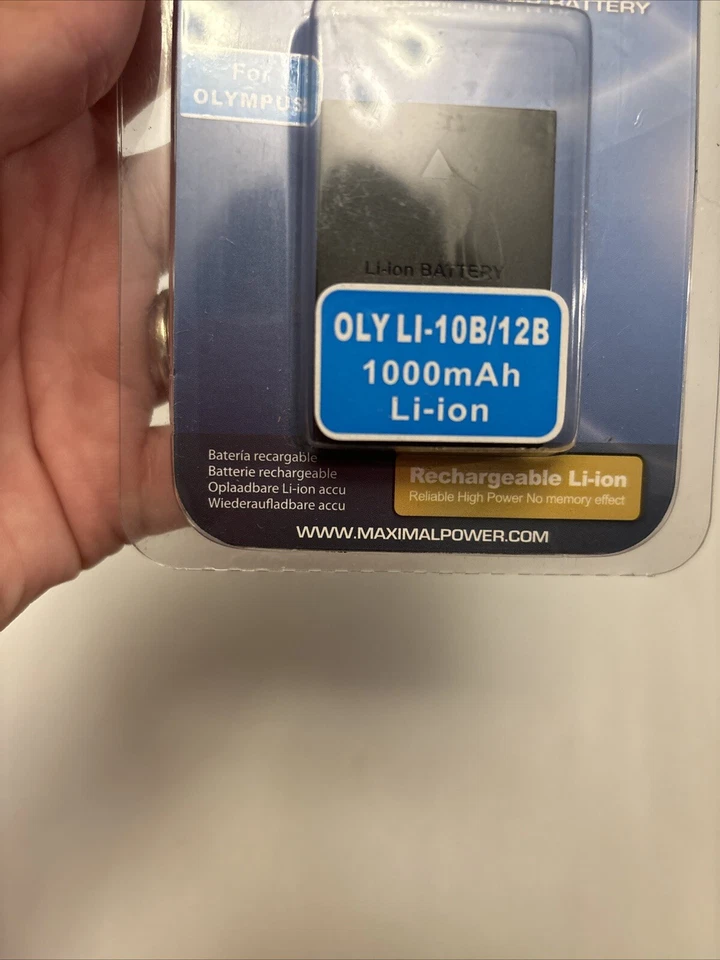 BATTERY
For
OLYMPUS
Li-ion BATTERY
OLY LI-10B/12B
1000mAh
Li-ion
Batería recargable
Batterie rechargeable
Oplaadbare Li-ion accu
Wiederaufladbare accu
Rechargeable Li-ion
Reliable High Power No memory effect
WWW.MAXIMALPOWER.COM